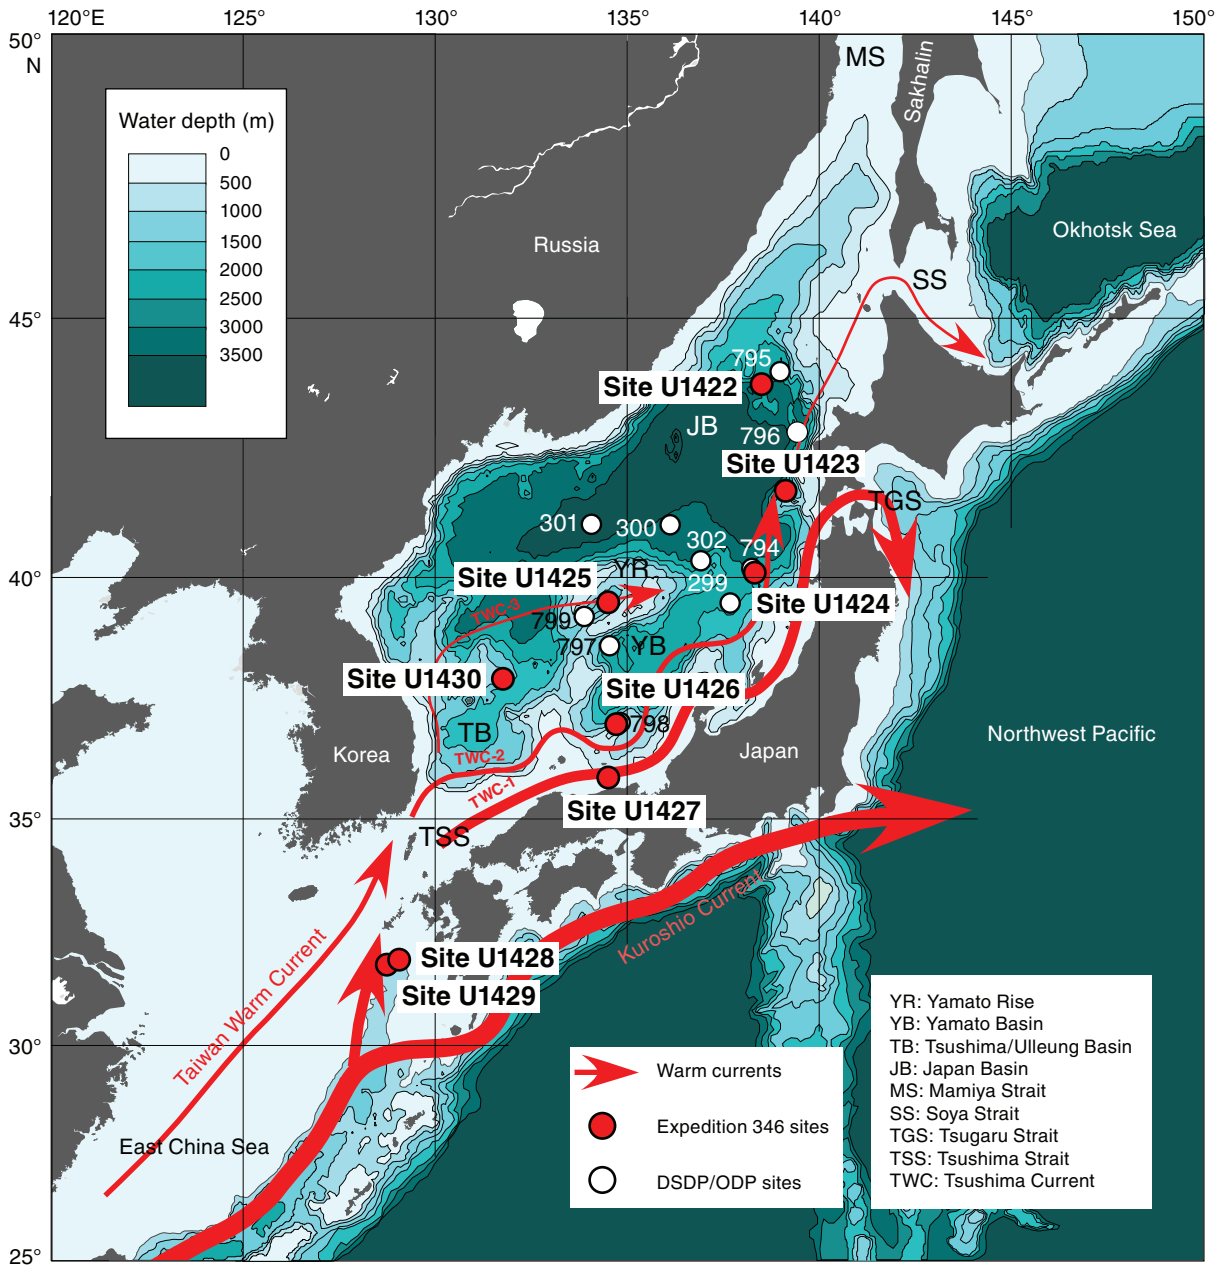 120°E
130°
135°
140°
145°
150°
50°
N
MS
Sakhalin
Water depth (m)
0
500
1000
1500
2000
2500
3000
3500
Russia
Okhotsk Sea
SS
45°
795
Site U1422
JB
796
Site U1423
TGS
301
300
302
794
YR
40°
Site U1425
299
Site U1424
TWC-3
799
797
YB
Site U1430
Site U1426
798
TB
Korea
Japan
Northwest Pacific
TWC-2
TWC-1
Site U1427
35°
TSS
Kuroshio Current
Taiwan Warm Current
Site U1428
Site U1429
30°
East China Sea
25°
Warm currents
Expedition 346 sites
DSDP/ODP sites
YR: Yamato Rise
YB: Yamato Basin
TB: Tsushima/Ulleung Basin
JB: Japan Basin
MS: Mamiya Strait
SS: Soya Strait
TGS: Tsugaru Strait
TSS: Tsushima Strait
TWC: Tsushima Current